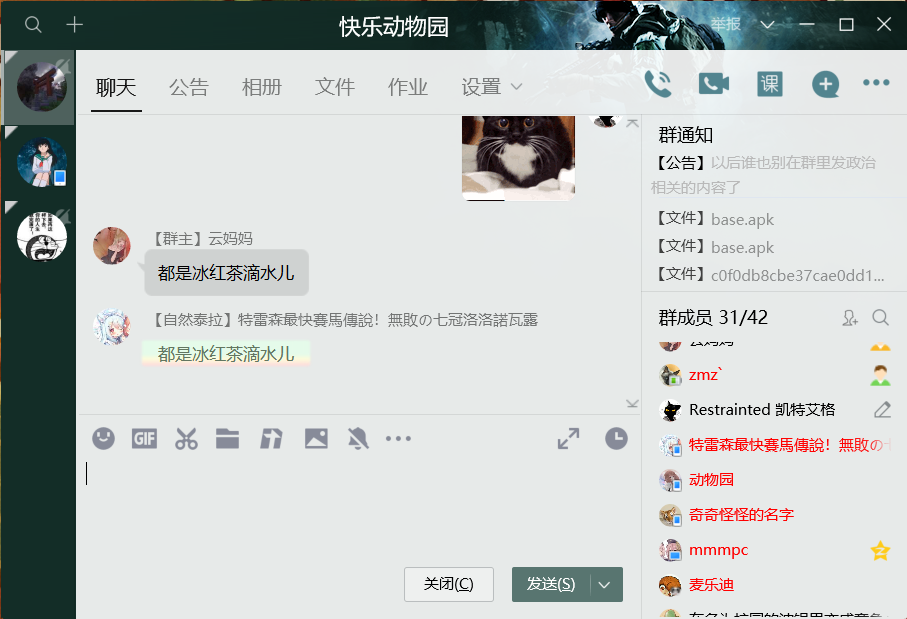 快乐动物园
举报
聊天 公告 相册 文件 作业 设置
课
【群主】云妈妈
都是冰红茶滴水儿
【自然泰拉】特雷森最快賽馬傳說！無敗の七冠洛洛諾瓦露
都是冰红茶滴水儿
GIF
关闭(C) 发送(S)
群通知
【公告】以后谁也别在群里发政治
相关的内容了
【文件】base.apk
【文件】base.apk
【文件】c0f0db8cbe37cae0dd1...
群成员 31/42
云妈妈
zmz`
Restrainted 凯特艾格
特雷森最快賽馬傳說！無敗の七
动物园
奇奇怪怪的名字
mmmpc
麦乐迪